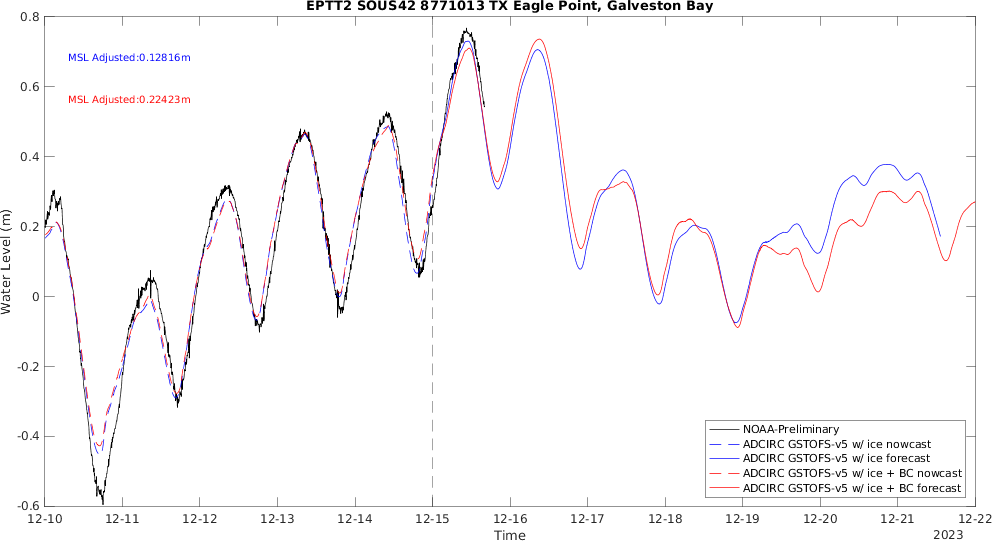 EPTT2 SOUS42 8771013 TX Eagle Point, Galveston Bay
MSL Adjusted:0.12816m
MSL Adjusted:0.22423m
Water Level (m)
0.8
0.6
0.4
0.2
0
-0.2
-0.4
-0.6
NOAA-Preliminary
ADCIRC GSTOFS-v5 w/ ice nowcast
ADCIRC GSTOFS-v5 w/ ice forecast
ADCIRC GSTOFS-v5 w/ ice + BC nowcast
ADCIRC GSTOFS-v5 w/ ice + BC forecast
12-10 12-11 12-12 12-13 12-14 12-15 12-16 12-17 12-18 12-19 12-20 12-21 12-22
Time
2023